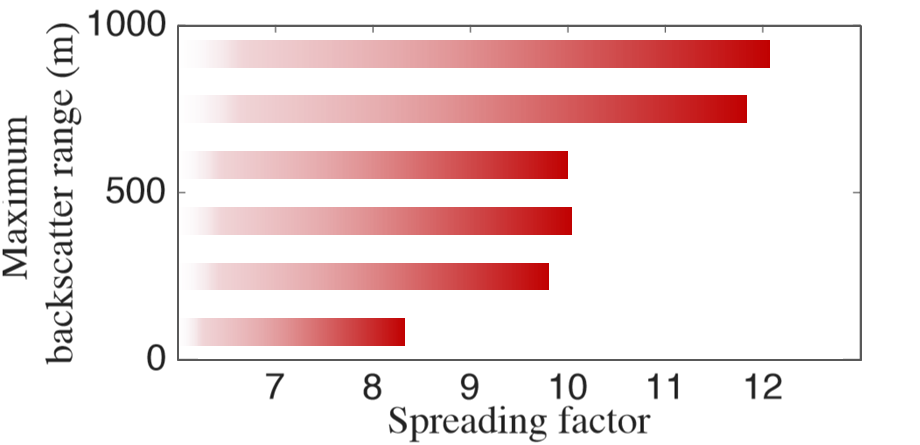 Maximum
backscatter range (m)
1000
500
0
7 8 9 10 11 12
Spreading factor